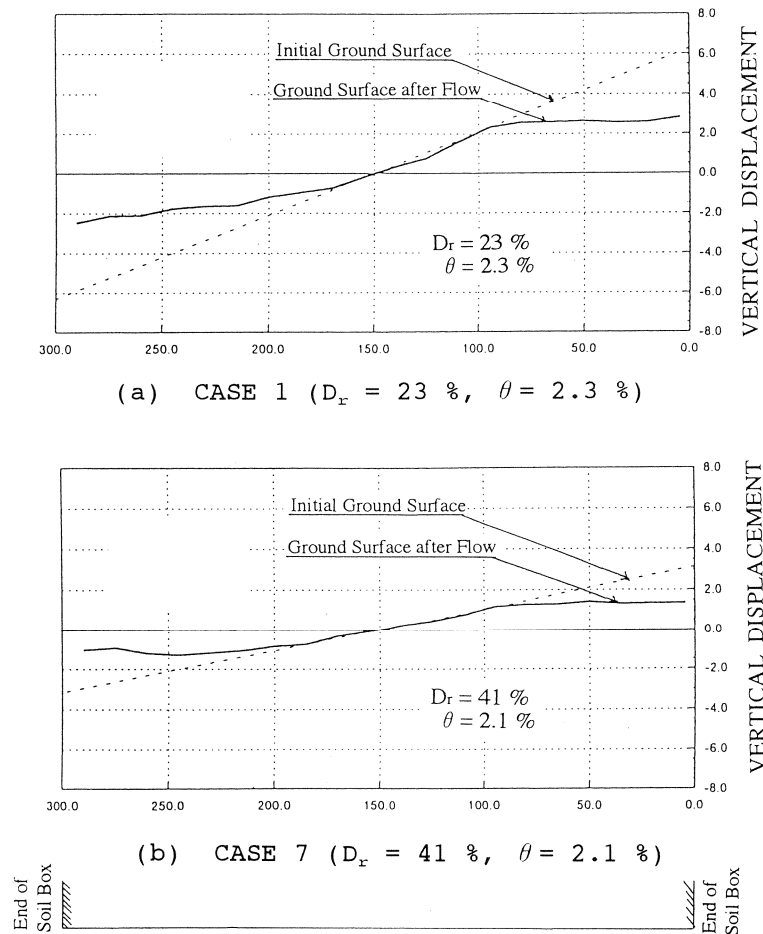 8.0
Initial Ground Surface
6.0
Ground Surface after Flow
4.0
2.0
0.0
-2.0
Dr = 23 %
θ = 2.3 %
-4.0
-6.0
-8.0
VERTICAL DISPLACEMENT
300.0 250.0 200.0 150.0 100.0 50.0 0.0
(a) CASE 1 (Dr = 23 %, θ = 2.3 %)
8.0
Initial Ground Surface
6.0
Ground Surface after Flow
4.0
2.0
0.0
-2.0
Dr = 41 %
θ = 2.1 %
-4.0
-6.0
-8.0
VERTICAL DISPLACEMENT
300.0 250.0 200.0 150.0 100.0 50.0 0.0
(b) CASE 7 (Dr = 41 %, θ = 2.1 %)
End of
Soil Box
End of
Soil Box